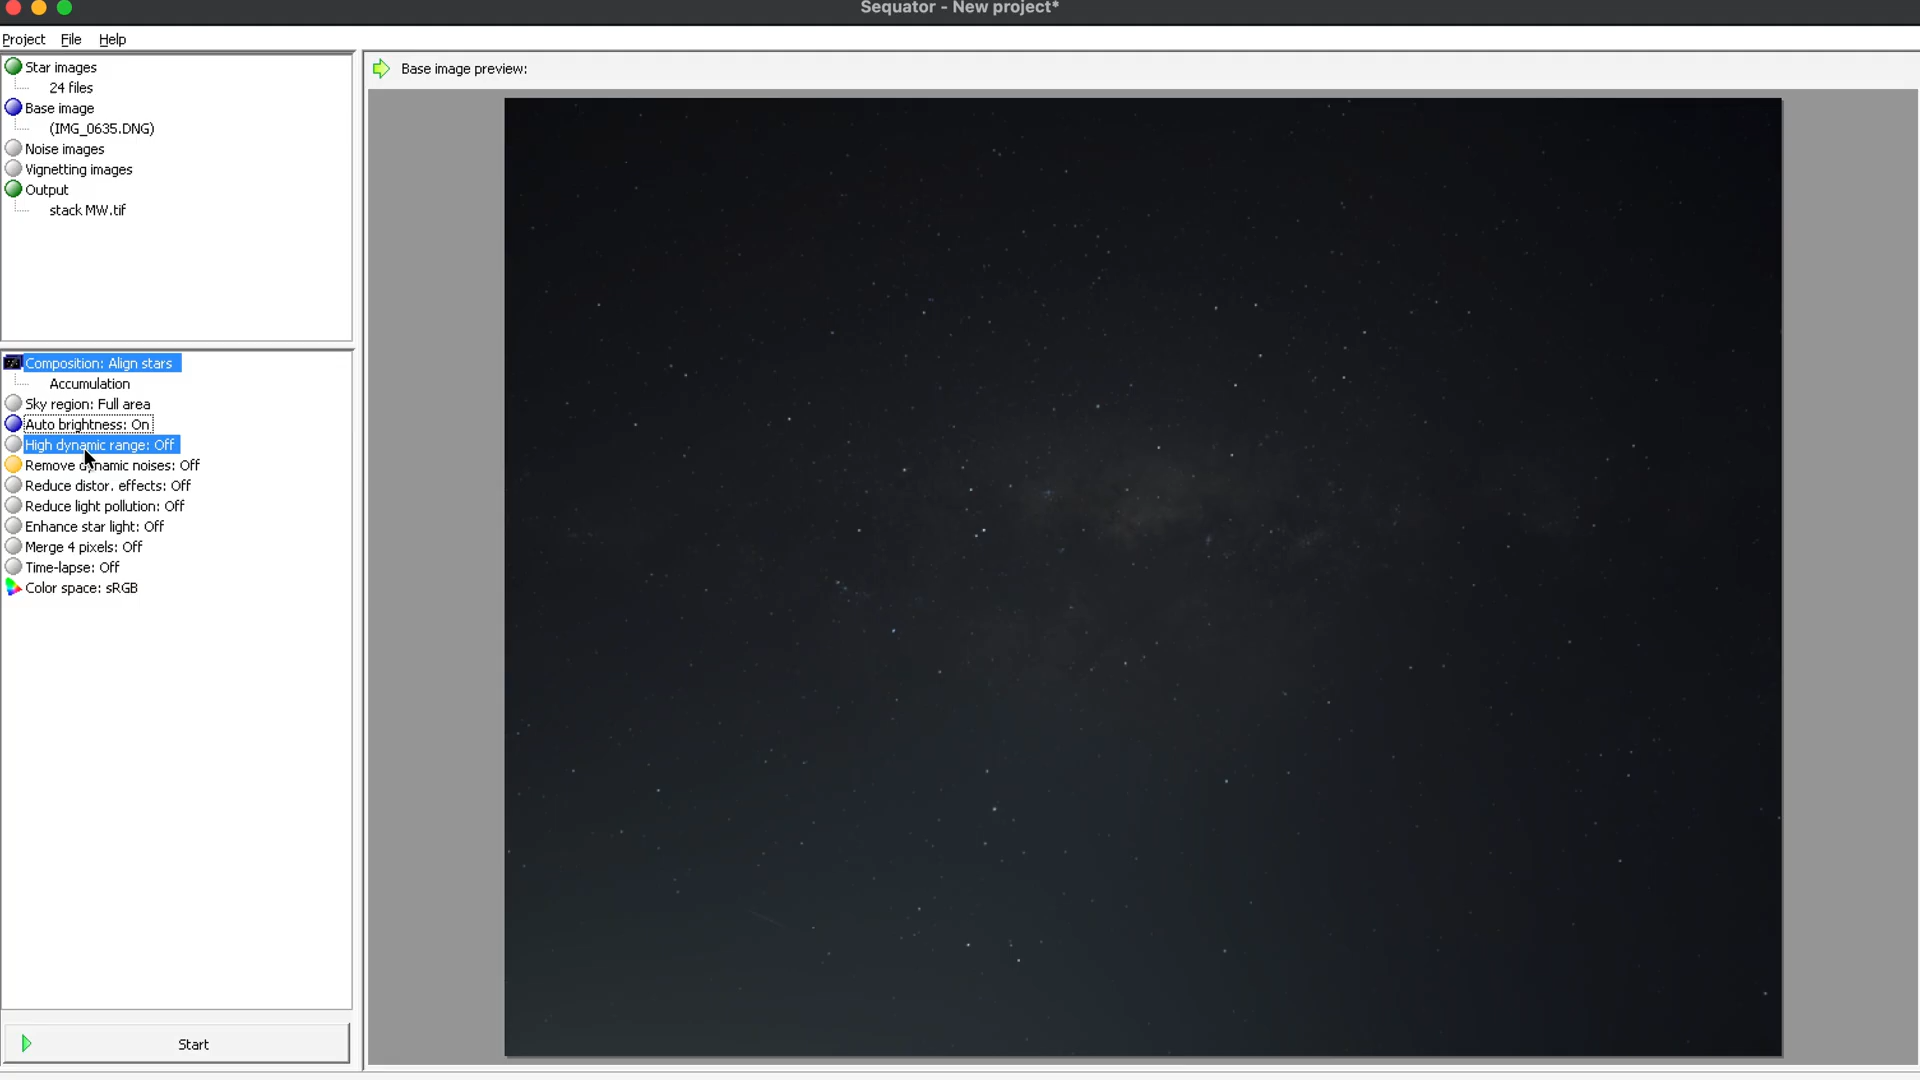 Sequator - New project*
Project File Help
Star images
24 files
Base image
(IMG_0635.DNG)
Noise images
Vignetting images
Output
stack MW.tif
Base image preview:
Composition: Align stars
Accumulation
Sky region: Full area
Auto brightness: On
High dynamic range: Off
Remove dynamic noises: Off
Reduce distor. effects: Off
Reduce light pollution: Off
Enhance star light: Off
Merge 4 pixels: Off
Time-lapse: Off
Color space: sRGB
Start